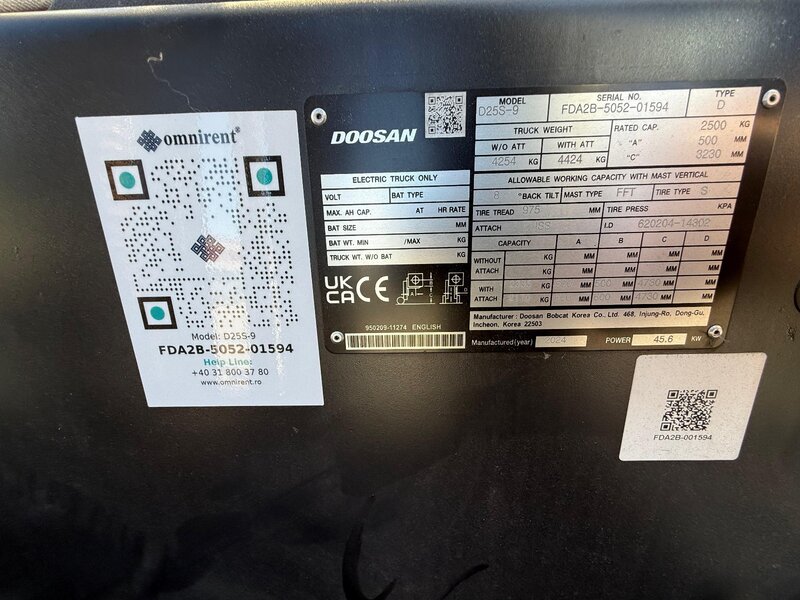 omnirent®
Model: D25S-9
FDA2B-5052-01594
Help Line:
+40 31 800 37 80
www.omnirent.ro
DOOSAN
ELECTRIC TRUCK ONLY
VOLT BAT TYPE
MAX. AH CAP. AT HR RATE
BAT SIZE MM
BAT WT. MIN /MAX KG
TRUCK WT. W/O BAT KG
UK CA CE
950209-11274 ENGLISH
MODEL SERIAL NO. TYPE
D25S-9 FDA2B-5052-01594 D
TRUCK WEIGHT RATED CAP. 2500 KG
W/O ATT WITH ATT "A" 500 MM
4254 KG 4424 KG "C" 3230 MM
ALLOWABLE WORKING CAPACITY WITH MAST VERTICAL
8 °BACK TILT MAST TYPE FFT TIRE TYPE S
TIRE TREAD 975 MM TIRE PRESS KPA
ATTACH I.D 620204-14302
CAPACITY A B C D
WITHOUT ATTACH KG MM MM MM MM
KG MM MM MM MM
WITH ATTACH KG MM 4730 MM
KG MM 4730 MM
Manufacturer : Doosan Bobcat Korea Co., Ltd. 468, Injung-Ro, Dong-Gu,
Incheon, Korea 22503
Manufactured(year) 2024 POWER 45.6 KW
FDA2B-001594